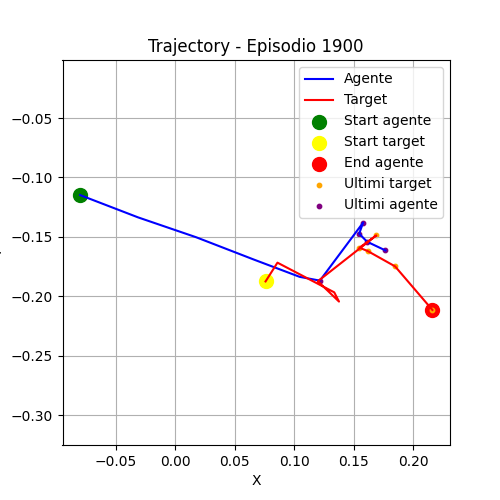 Trajectory - Episodio 1900
Agente
Target
Start agente
Start target
End agente
Ultimi target
Ultimi agente
−0.05
−0.10
−0.15
−0.20
−0.25
−0.30
−0.05
0.00
0.05
0.10
0.15
0.20
X